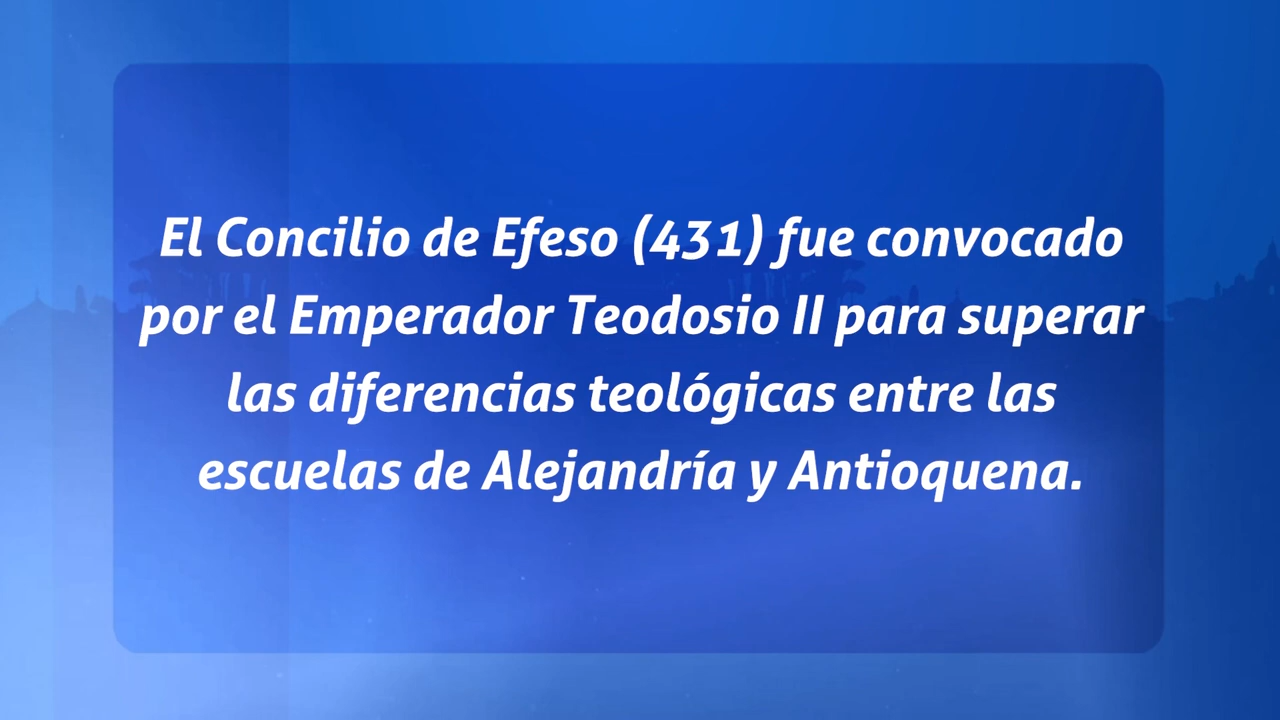 El Concilio de Efeso (431) fue convocado
por el Emperador Teodosio II para superar
las diferencias teológicas entre las
escuelas de Alejandría y Antioquena.